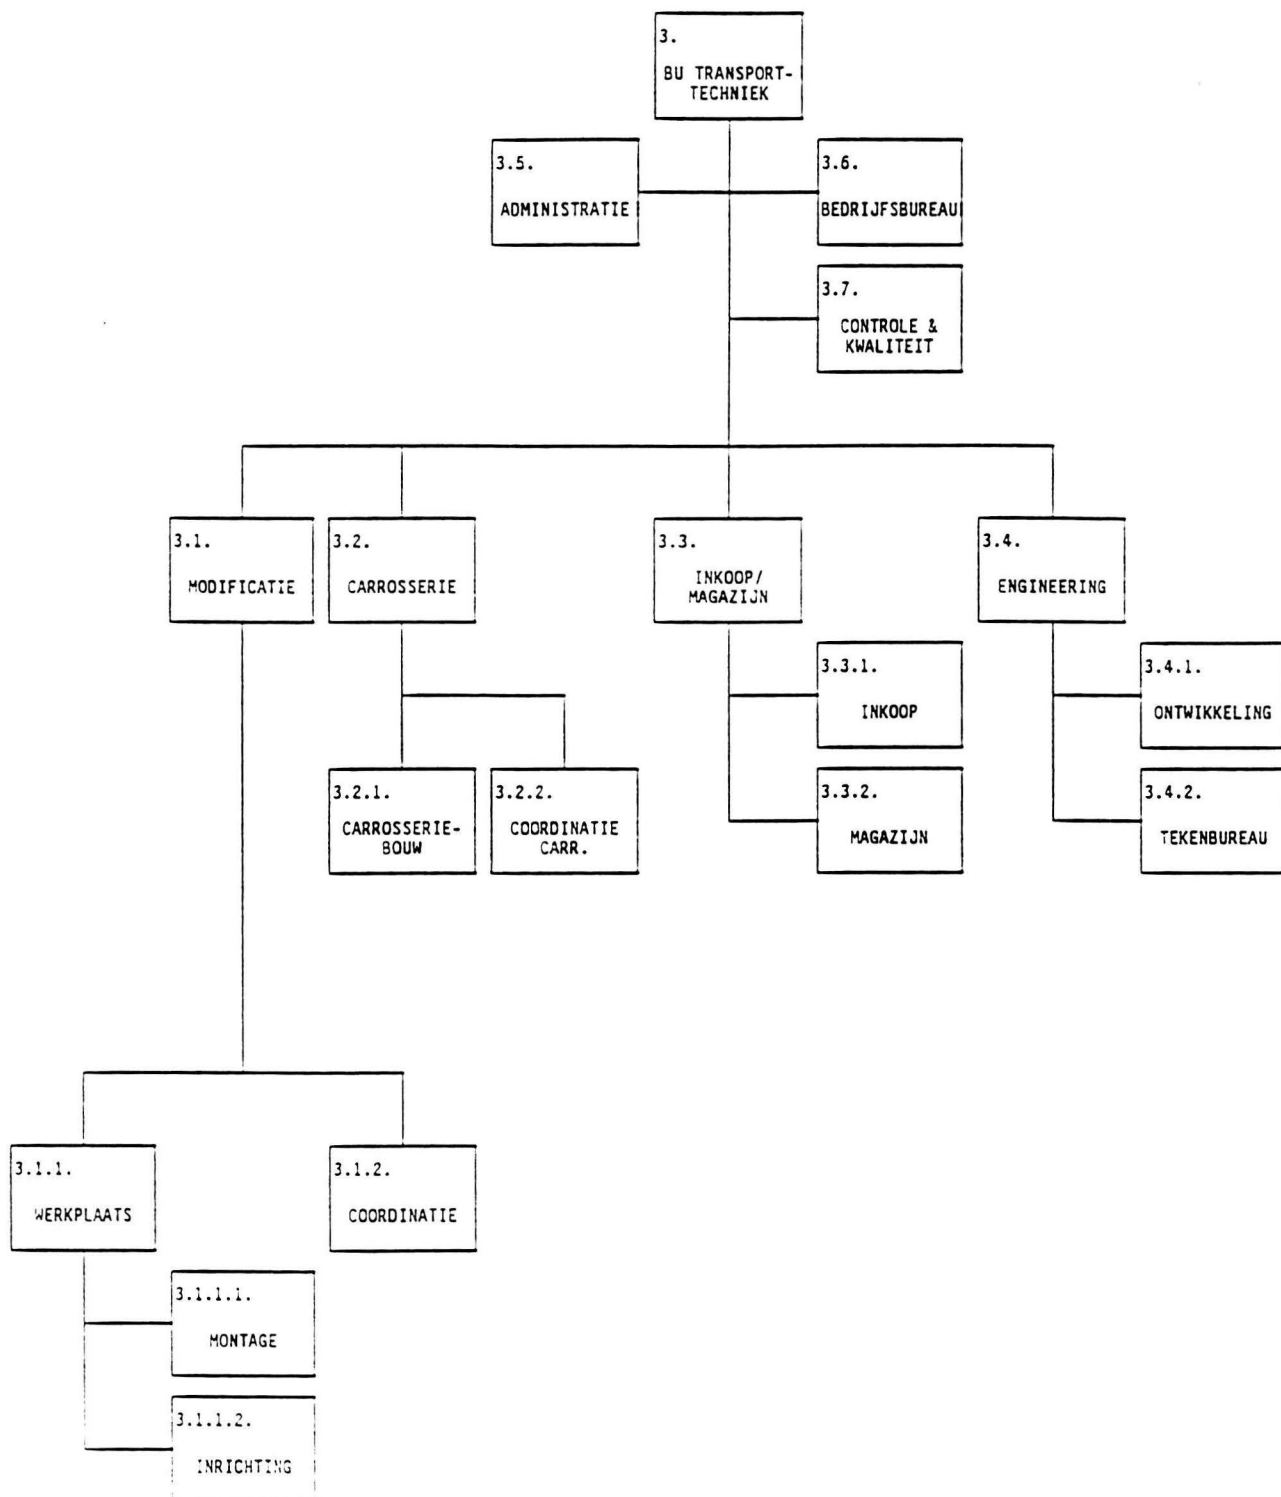 3.
BU TRANSPORT-
TECHNIEK
3.5.
ADMINISTRATIE
3.6.
BEDRIJFSBUREAU
3.7.
CONTROLE &
KWALITEIT
3.1.
MODIFICATIE
3.2.
CARROSSERIE
3.3.
INKOOP/
MAGAZIJN
3.4.
ENGINEERING
3.3.1.
INKOOP
3.4.1.
ONTWIKKELING
3.2.1.
CARROSSERIE-
BOUW
3.2.2.
COORDINATIE
CARR.
3.3.2.
MAGAZIJN
3.4.2.
TEKENBUREAU
3.1.1.
WERKPLAATS
3.1.2.
COORDINATIE
3.1.1.1.
MONTAGE
3.1.1.2.
INRICHTING